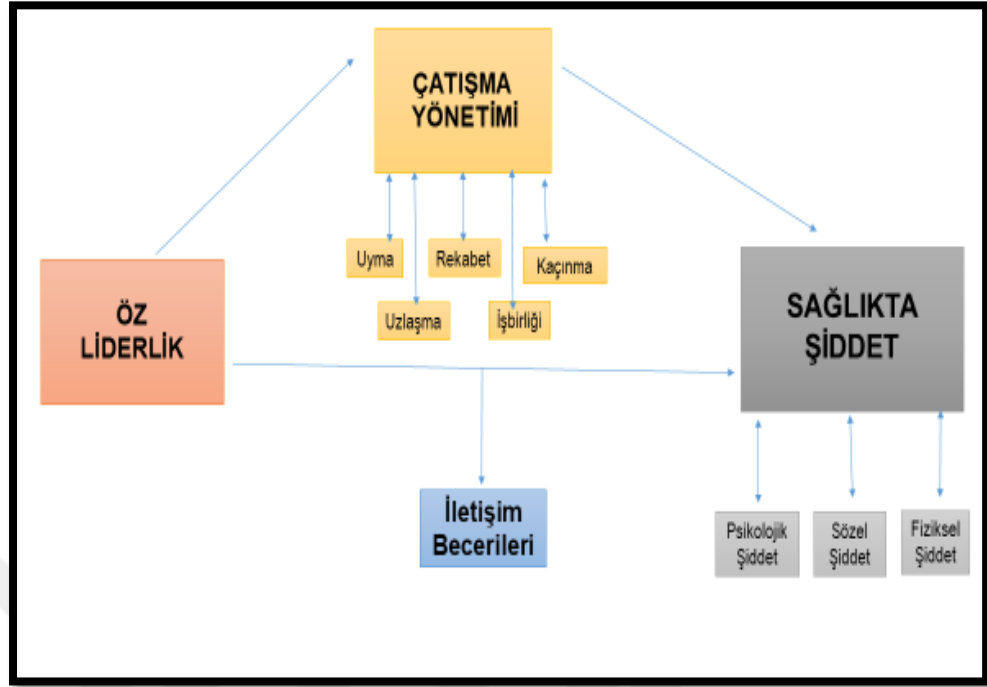 ÇATIŞMA
YÖNETİMİ
Uyma
Rekabet
Kaçınma
Uzlaşma
İşbirliği
ÖZ
LİDERLİK
SAĞLIKTA
ŞİDDET
İletişim
Becerileri
Psikolojik
Şiddet
Sözel
Şiddet
Fiziksel
Şiddet